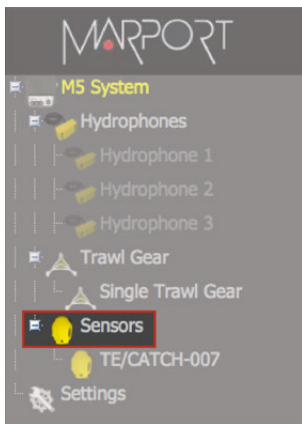 MARPORT
M5 System
Hydrophones
Hydrophone 1
Hydrophone 2
Hydrophone 3
Trawl Gear
Single Trawl Gear
Sensors
TE/CATCH-007
Settings